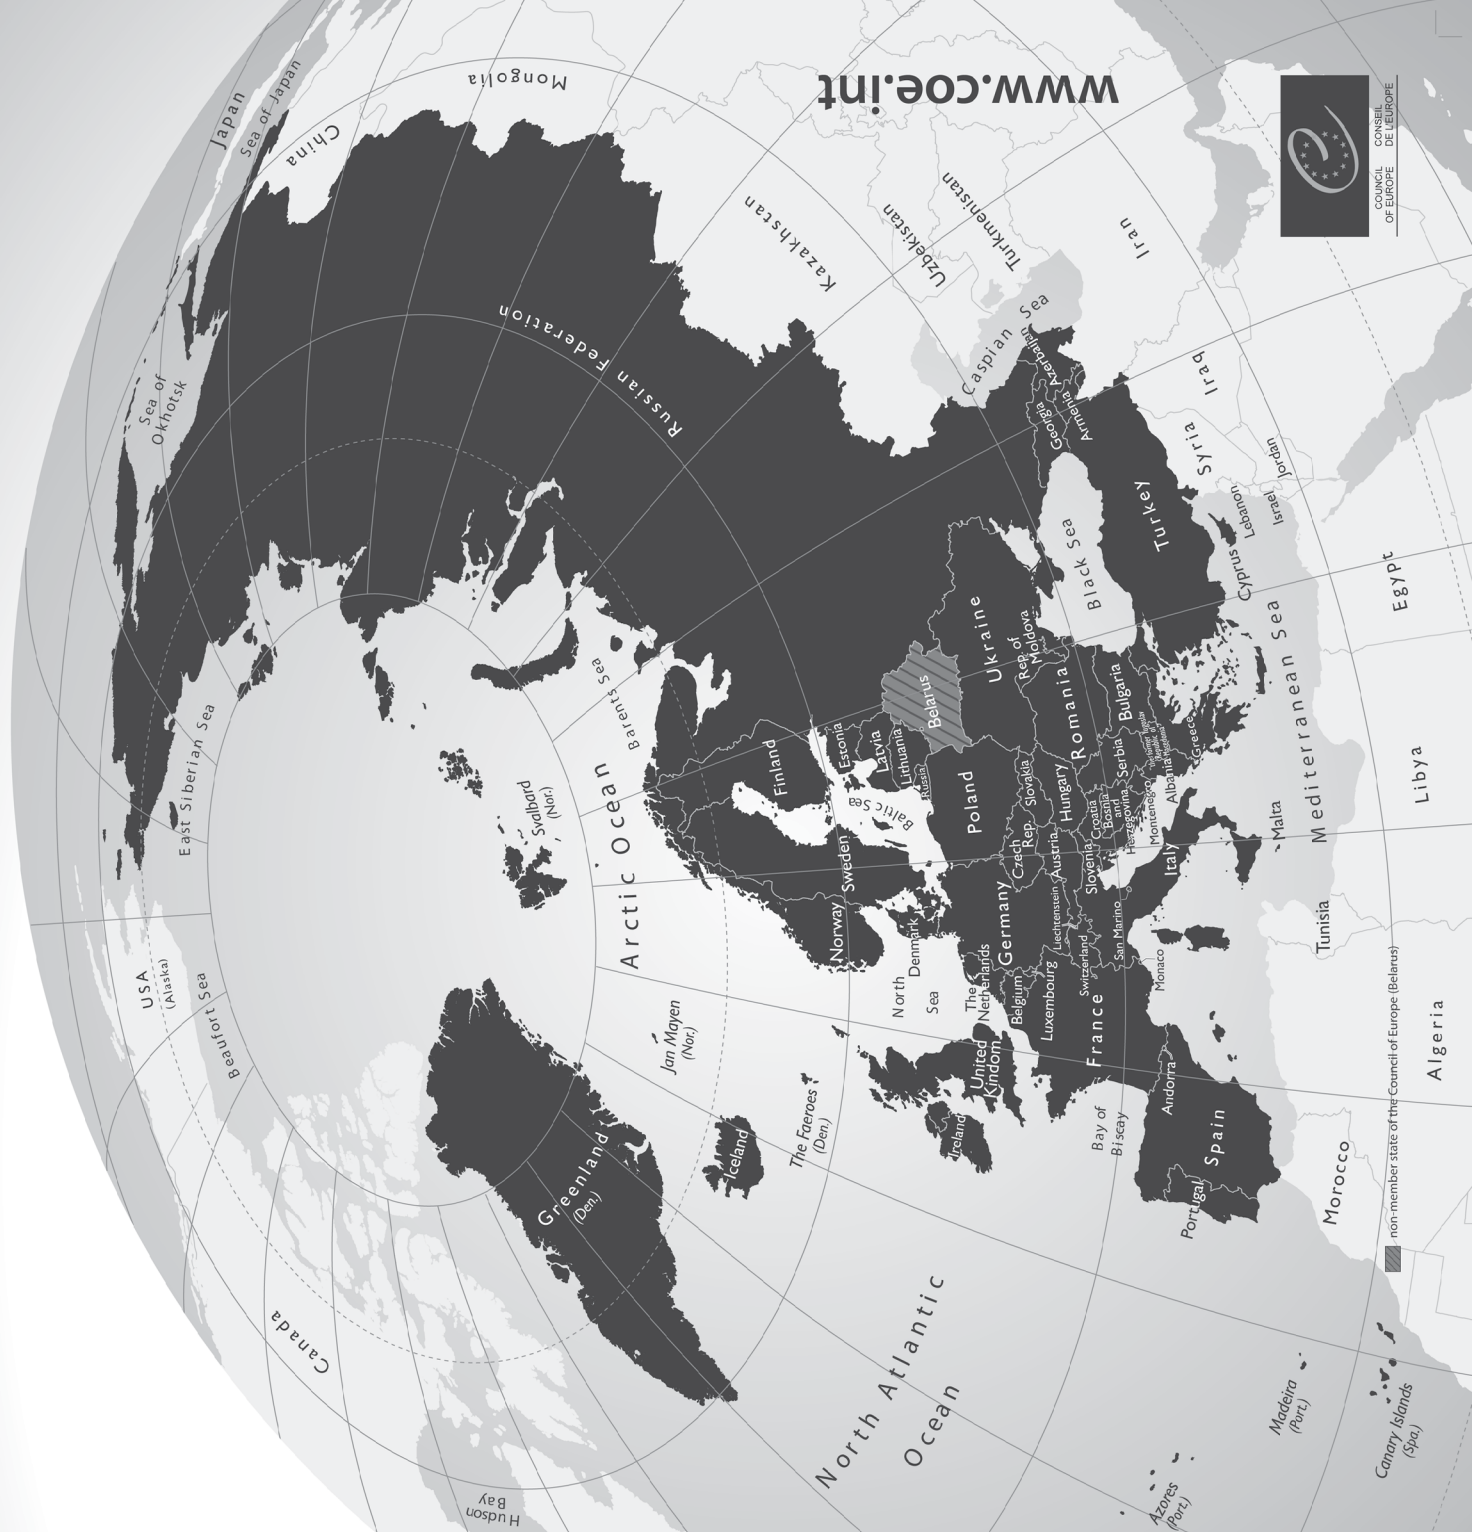 www.coe.int
COUNCIL
OF EUROPE
CONSEIL
DE L'EUROPE
Japan
Sea of Japan
China
Mongolia
Kazakhstan
Uzbekistan
Turkmenistan
Iran
Caspian Sea
Russian Federation
Sea of
Okhotsk
East Siberian Sea
Barents Sea
Svalbard
(Nor.)
Arctic Ocean
USA
(Alaska)
Beaufort Sea
Canada
Hudson
Bay
Greenland
(Den.)
Jan Mayen
(Nor.)
Iceland
The Faeroes
(Den.)
North Atlantic
Ocean
Azores
(Port.)
Madeira
(Port.)
Canary Islands
(Spa.)
Norway
Sweden
Finland
Estonia
Latvia
Lithuania
Russia
Baltic Sea
Belarus
Ukraine
Rep. of
Moldova
Black Sea
Georgia
Azerbaijan
Armenia
Turkey
Syria
Iraq
Lebanon
Israel
Jordan
Cyprus
Egypt
Mediterranean Sea
Libya
Malta
Tunisia
Algeria
Morocco
Poland
Slovakia
Czech
Rep.
Hungary
Romania
Bulgaria
Serbia
Croatia
Bosnia
and
Herzegovina
Montenegro
Albania
"the former Yugoslav
Republic of
Macedonia"
Greece
Slovenia
Austria
Italy
Germany
Liechtenstein
Switzerland
San Marino
Monaco
Denmark
North
Sea
The
Netherlands
Belgium
Luxembourg
France
United
Kingdom
Ireland
Bay of
Biscay
Andorra
Spain
Portugal
non-member state of the Council of Europe (Belarus)